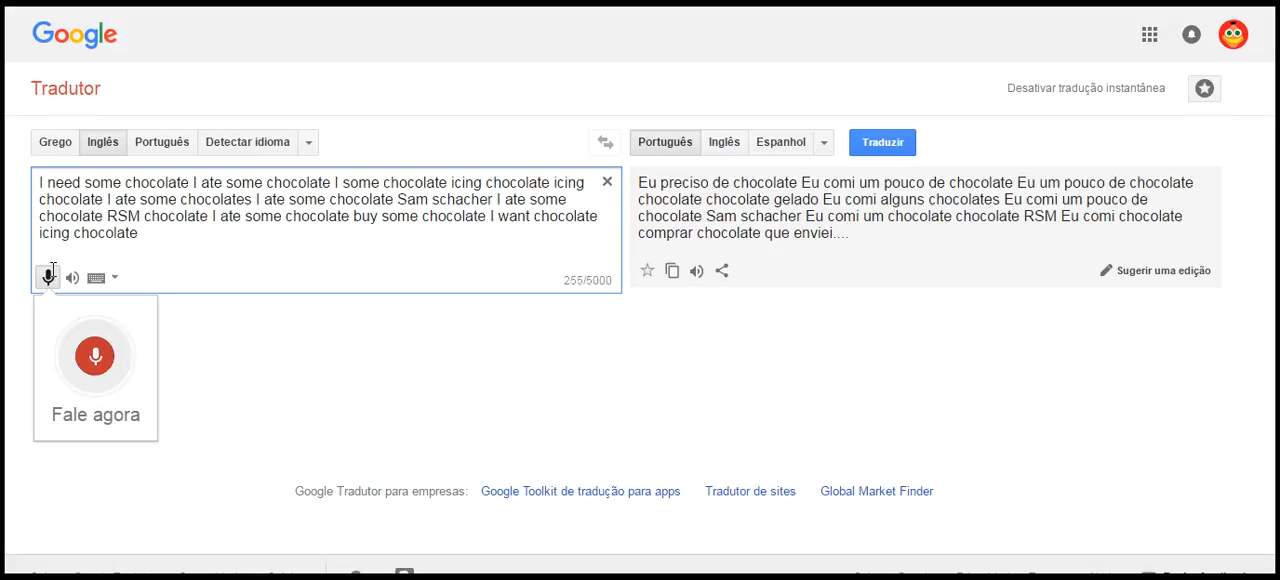 Google
Tradutor
Desativar tradução instantânea
Grego Inglês Português Detectar idioma
Português Inglês Espanhol Traduzir
I need some chocolate I ate some chocolate I some chocolate icing chocolate icing
chocolate I ate some chocolates I ate some chocolate Sam schacher I ate some
chocolate RSM chocolate I ate some chocolate buy some chocolate I want chocolate
icing chocolate
255/5000
Eu preciso de chocolate Eu comi um pouco de chocolate Eu um pouco de chocolate
chocolate chocolate gelado Eu comi alguns chocolates Eu comi um pouco de
chocolate Sam schacher Eu comi um chocolate chocolate RSM Eu comi chocolate
comprar chocolate que enviei....
Sugerir uma edição
Fale agora
Google Tradutor para empresas: Google Toolkit de tradução para apps Tradutor de sites Global Market Finder